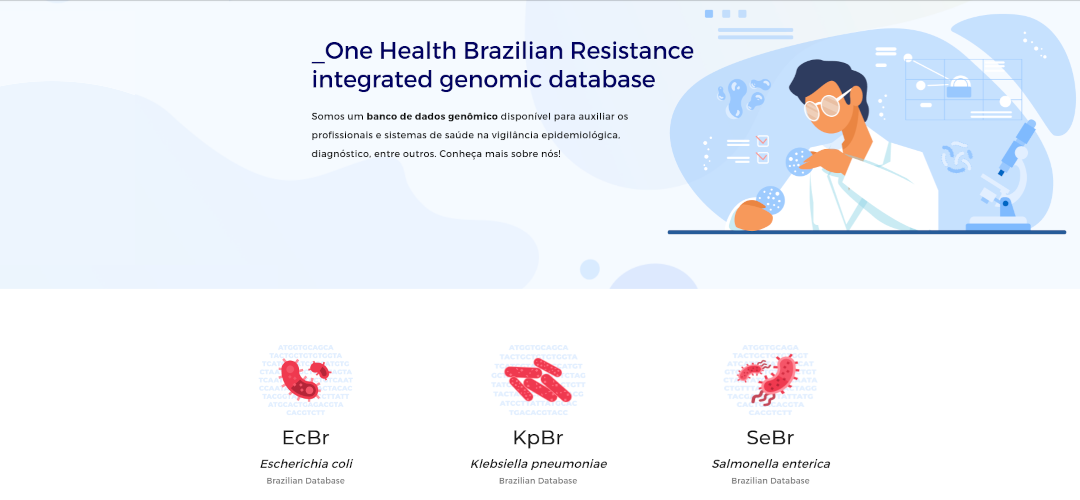 _One Health Brazilian Resistance
integrated genomic database
Somos um banco de dados genômico disponível para auxiliar os
profissionais e sistemas de saúde na vigilância epidemiológica,
diagnóstico, entre outros. Conheça mais sobre nós!
EcBr
Escherichia coli
Brazilian Database
KpBr
Klebsiella pneumoniae
Brazilian Database
SeBr
Salmonella enterica
Brazilian Database